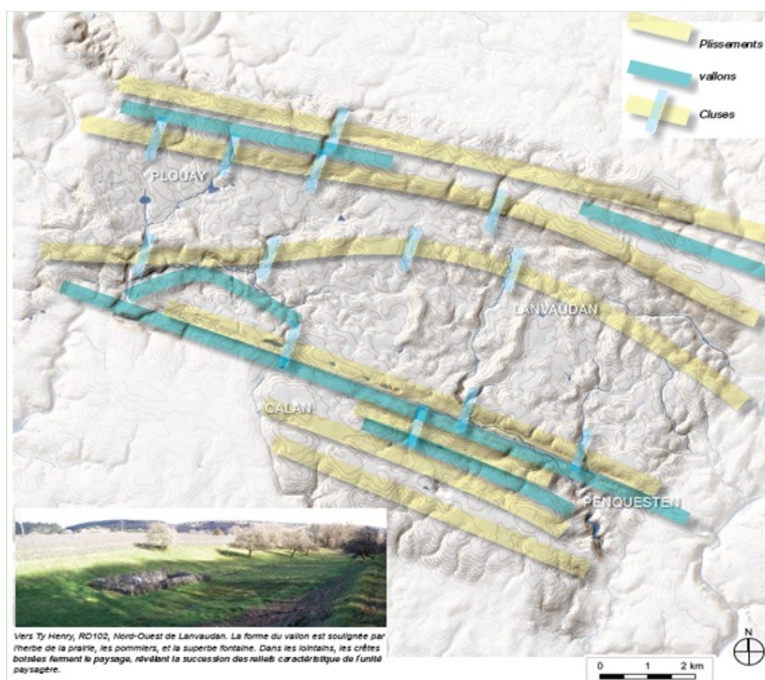 Plissements
vallons
Cluses
PLOUAY
LANVAUDAN
CALAN
PENQUESTEN
Vers Ty Henry, RD102, Nord-Ouest de Lanvaudan. La forme du vallon est soulignée par
l'herbe de la prairie, les pommiers, et la superbe fontaine. Dans les lointains, les crêtes
boisées ferment le paysage, révélant la succession des reliefs caractéristique de l'unité
paysagère.
N
0 1 2 km